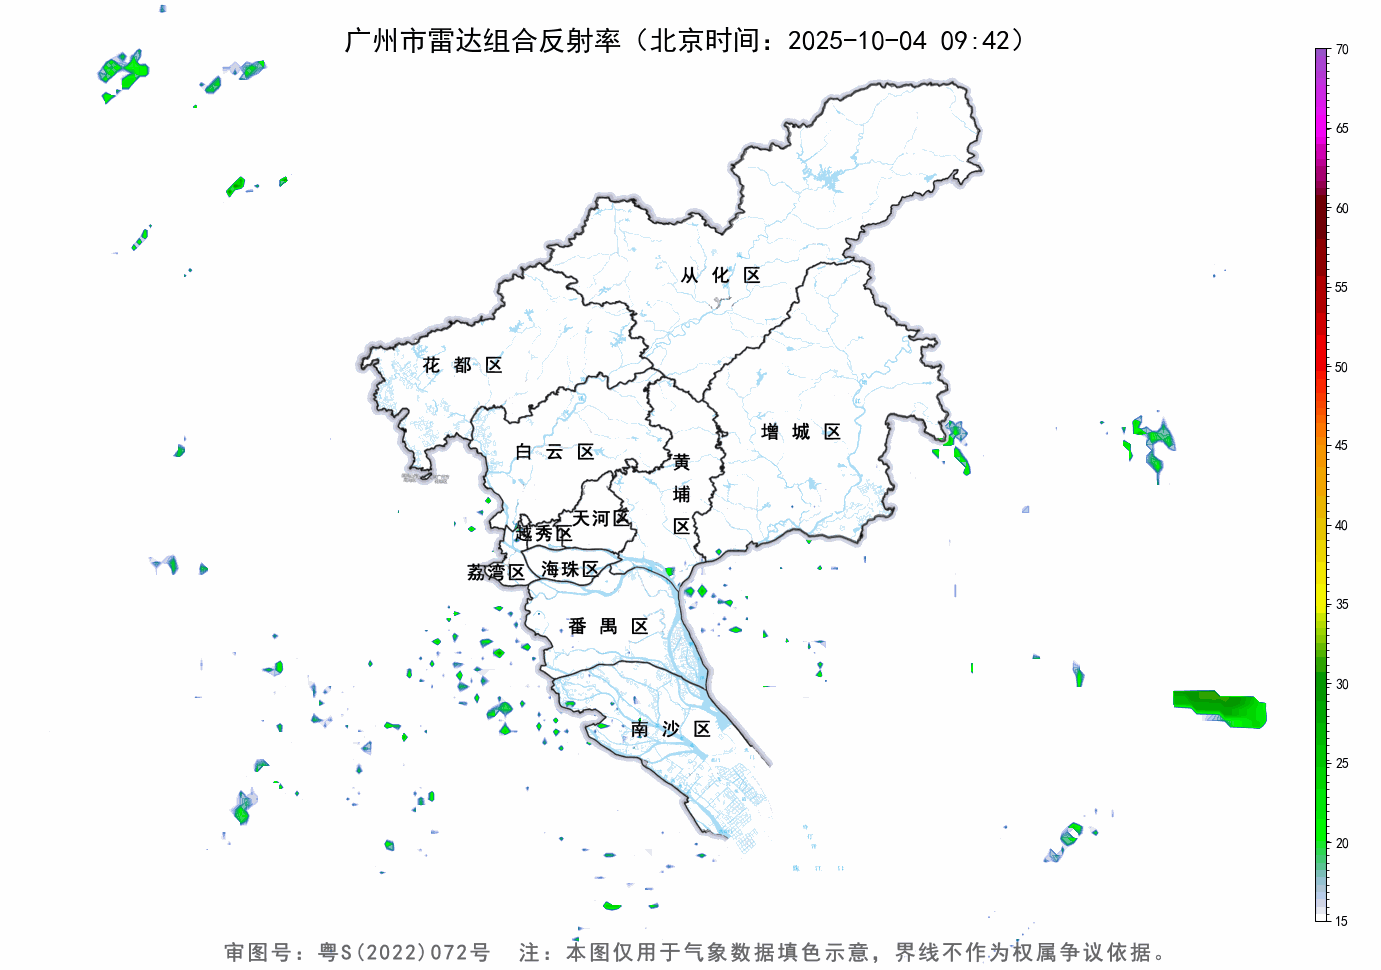 广州市雷达组合反射率（北京时间：2025-10-04 09:42）
70
65
60
55
50
45
40
35
30
25
20
15
从化区
花都区
增城区
白云区
黄埔区
天河区
越秀区
荔湾区
海珠区
番禺区
南沙区
审图号：粤S(2022)072号 注：本图仅用于气象数据填色示意，界线不作为权属争议依据。